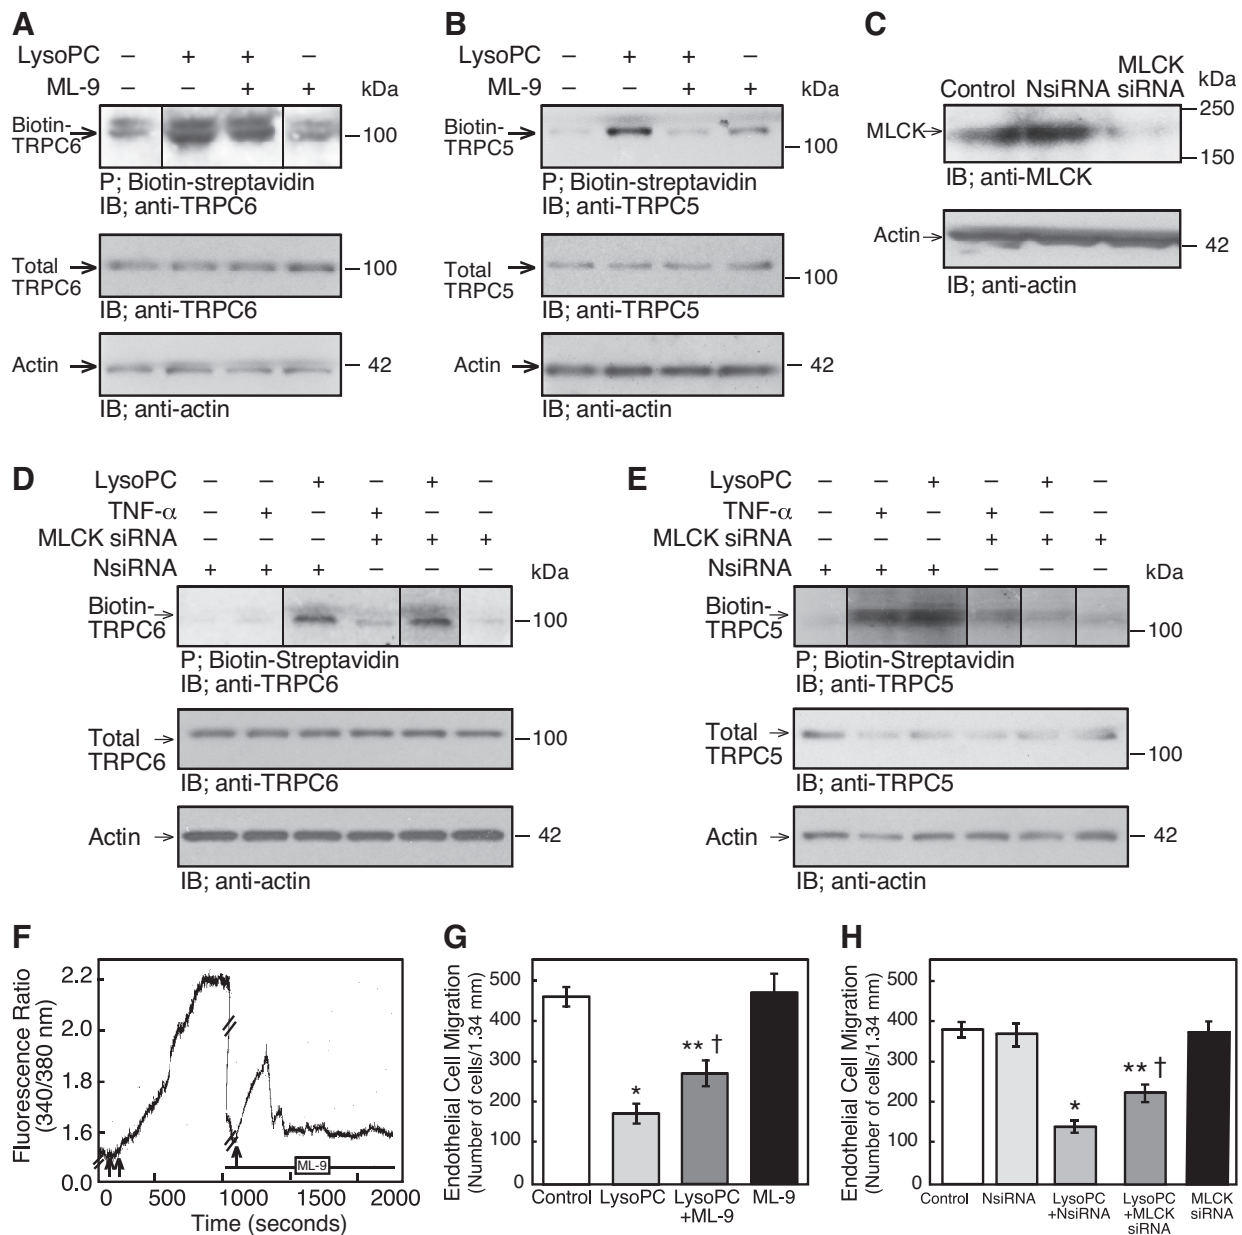 A
LysoPC – + + –
ML-9 – – + + kDa
Biotin-
TRPC6
100
P; Biotin-streptavidin
IB; anti-TRPC6
Total
TRPC6
100
IB; anti-TRPC6
Actin
42
IB; anti-actin
B
LysoPC – + + –
ML-9 – – + + kDa
Biotin-
TRPC5
100
P; Biotin-streptavidin
IB; anti-TRPC5
Total
TRPC5
100
IB; anti-TRPC5
Actin
42
IB; anti-actin
C
Control NsiRNA MLCK
siRNA
kDa
250
MLCK
150
IB; anti-MLCK
Actin
42
IB; anti-actin
D
LysoPC – – + – + –
TNF-α – + – + – –
MLCK siRNA – – – + + +
NsiRNA + + + – – –
kDa
Biotin-
TRPC6
100
P; Biotin-Streptavidin
IB; anti-TRPC6
Total
TRPC6
100
IB; anti-TRPC6
Actin
42
IB; anti-actin
E
LysoPC – – + – + –
TNF-α – + – + – –
MLCK siRNA – – – + + +
NsiRNA + + + – – –
kDa
Biotin-
TRPC5
100
P; Biotin-Streptavidin
IB; anti-TRPC5
Total
TRPC5
100
IB; anti-TRPC5
Actin
42
IB; anti-actin
F
Fluorescence Ratio
(340/380 nm)
2.2
2.0
1.8
1.6
0.0
ML-9
0 500 1000 1500 2000
Time (seconds)
G
Endothelial Cell Migration
(Number of cells/1.34 mm)
500
400
300
200
100
0
*
** †
Control LysoPC LysoPC
+ML-9 ML-9
H
Endothelial Cell Migration
(Number of cells/1.34 mm)
500
400
300
200
100
0
*
** †
Control NsiRNA LysoPC
+NsiRNA
LysoPC
+MLCK
siRNA
MLCK
siRNA